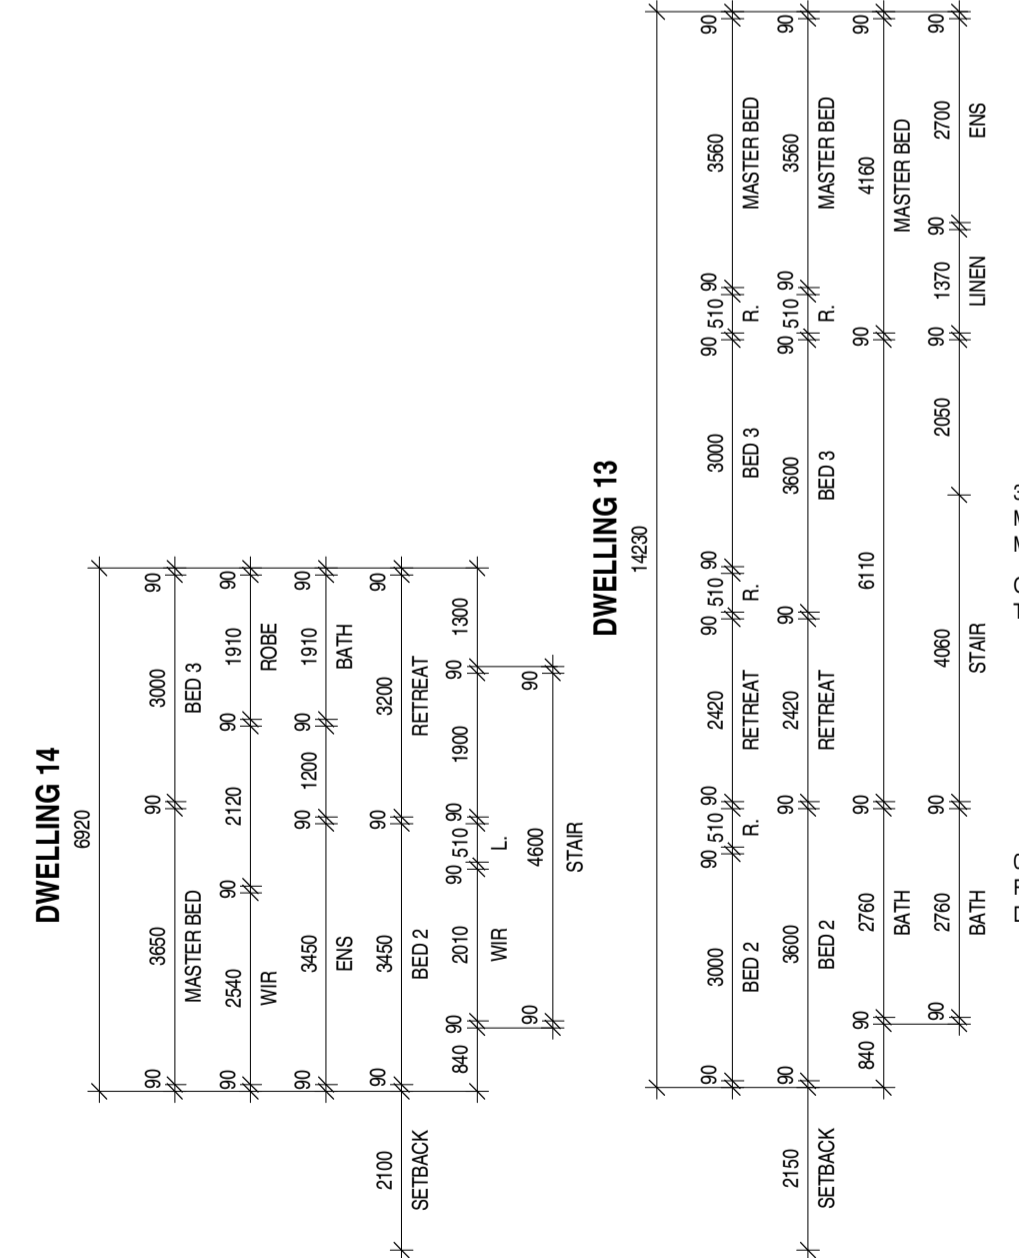 DWELLING 14
6920
90 3650 90 3000 90
MASTER BED BED 3
90 2540 90 2120 90 1910 90
WIR ROBE
90 3450 90 1200 90 1910 90
ENS BATH
2100 90 3450 90 3200 90
SETBACK BED 2 RETREAT
840 90 2010 90 510 90 1900 90 1300
WIR L.
90 4600 90
STAIR
DWELLING 13
14230
90 3000 90 510 90 2420 90 510 90 3000 90 510 90 3560 90
BED 2 R. RETREAT R. BED 3 R. MASTER BED
2150 90 3600 90 2420 90 3600 90 510 90 3560 90
SETBACK BED 2 RETREAT BED 3 R. MASTER BED
840 90 2760 90 6110 90 4160 90
BATH MASTER BED
90 2760 90 4060 2050 90 1370 90 2700 90
BATH STAIR LINEN ENS